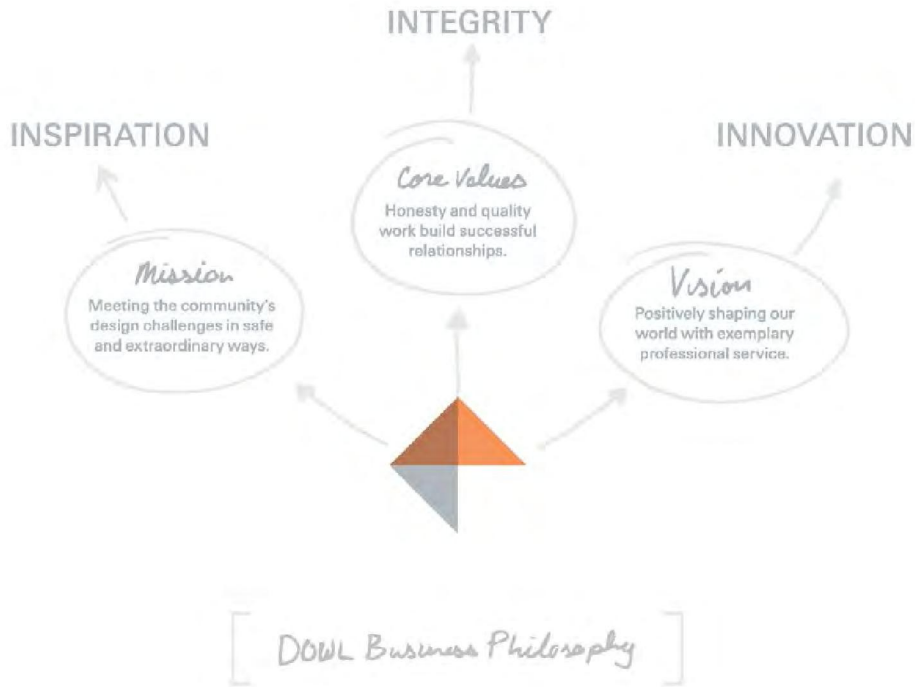 INTEGRITY
INSPIRATION
INNOVATION
Core Values
Honesty and quality
work build successful
relationships.
Mission
Meeting the community's
design challenges in safe
and extraordinary ways.
Vision
Positively shaping our
world with exemplary
professional service.
DOWL Business Philosophy